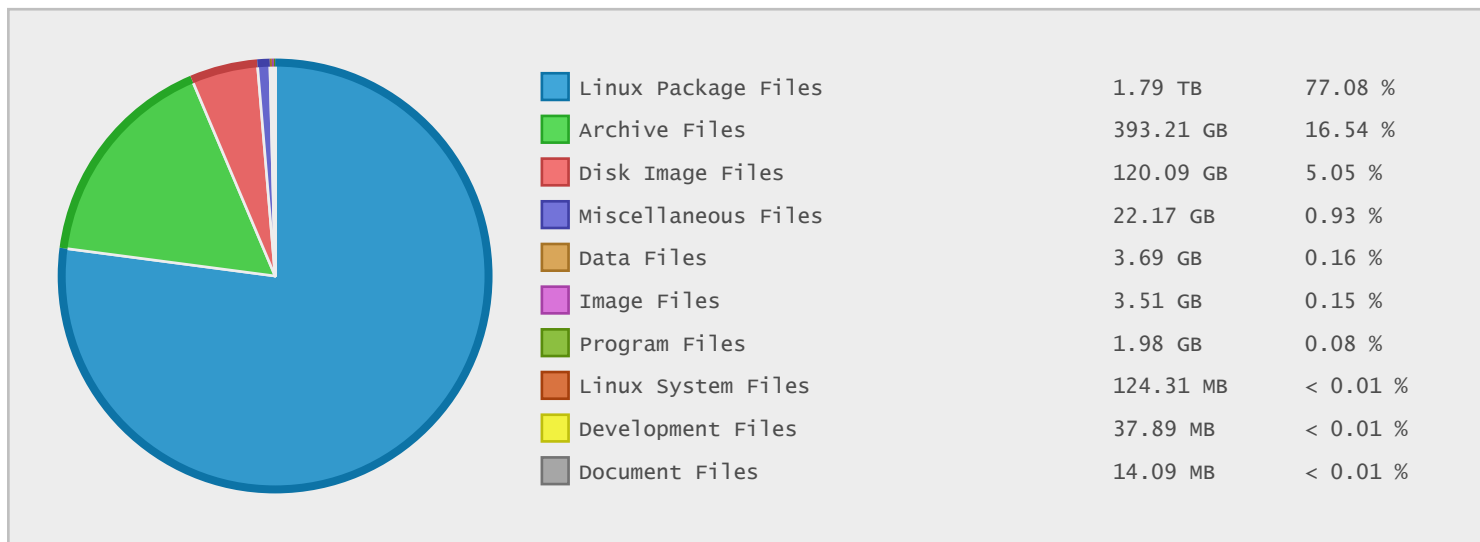 Linux Package Files 1.79 TB 77.08 %
Archive Files 393.21 GB 16.54 %
Disk Image Files 120.09 GB 5.05 %
Miscellaneous Files 22.17 GB 0.93 %
Data Files 3.69 GB 0.16 %
Image Files 3.51 GB 0.15 %
Program Files 1.98 GB 0.08 %
Linux System Files 124.31 MB < 0.01 %
Development Files 37.89 MB < 0.01 %
Document Files 14.09 MB < 0.01 %